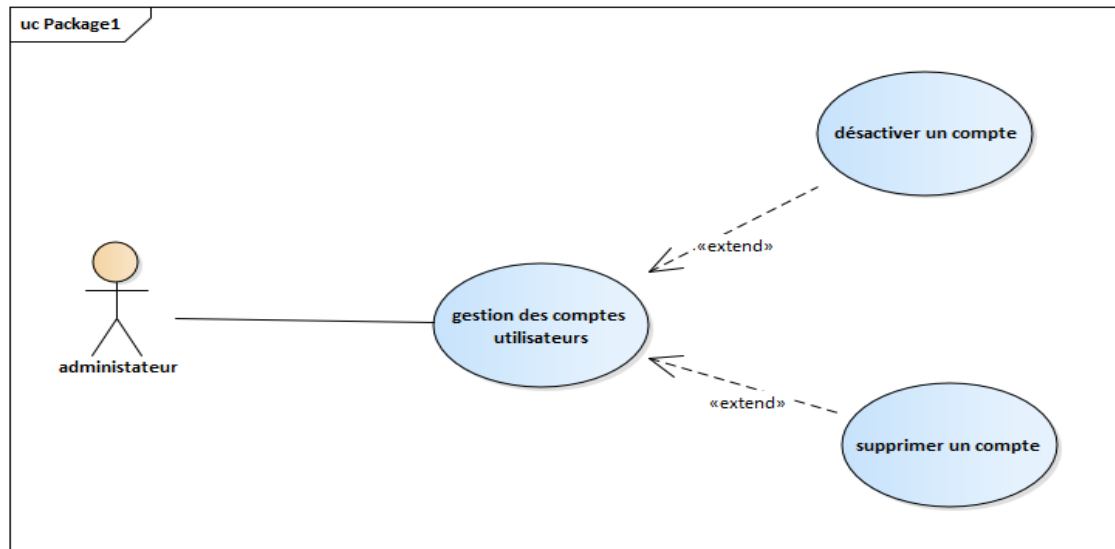 uc Package1
désactiver un compte
«extend»
gestion des comptes
utilisateurs
administateur
«extend»
supprimer un compte